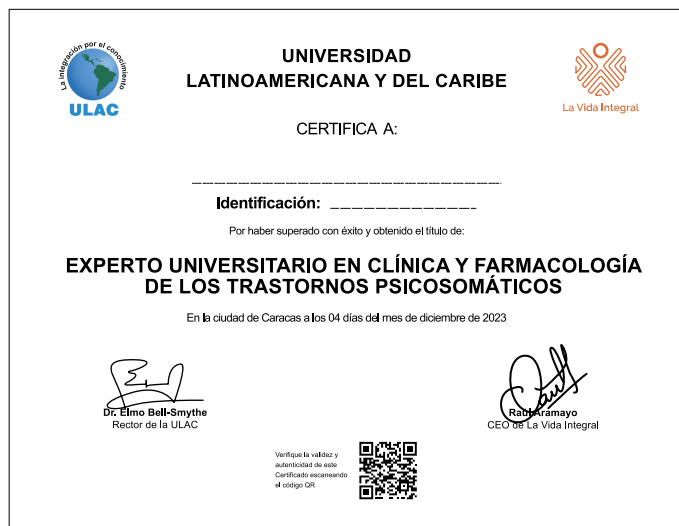 La integración por el conocimiento
ULAC
UNIVERSIDAD
LATINOAMERICANA Y DEL CARIBE
La Vida Integral
CERTIFICA A:
Identificación:
Por haber superado con éxito y obtenido el título de:
EXPERTO UNIVERSITARIO EN CLÍNICA Y FARMACOLOGÍA
DE LOS TRASTORNOS PSICOSOMÁTICOS
En la ciudad de Caracas a los 04 días del mes de diciembre de 2023
Dr. Elmo Bell-Smythe
Rector de la ULAC
Raúl Aramayo
CEO de La Vida Integral
Verifique la validez y
autenticidad de este
Certificado escaneando
el código QR